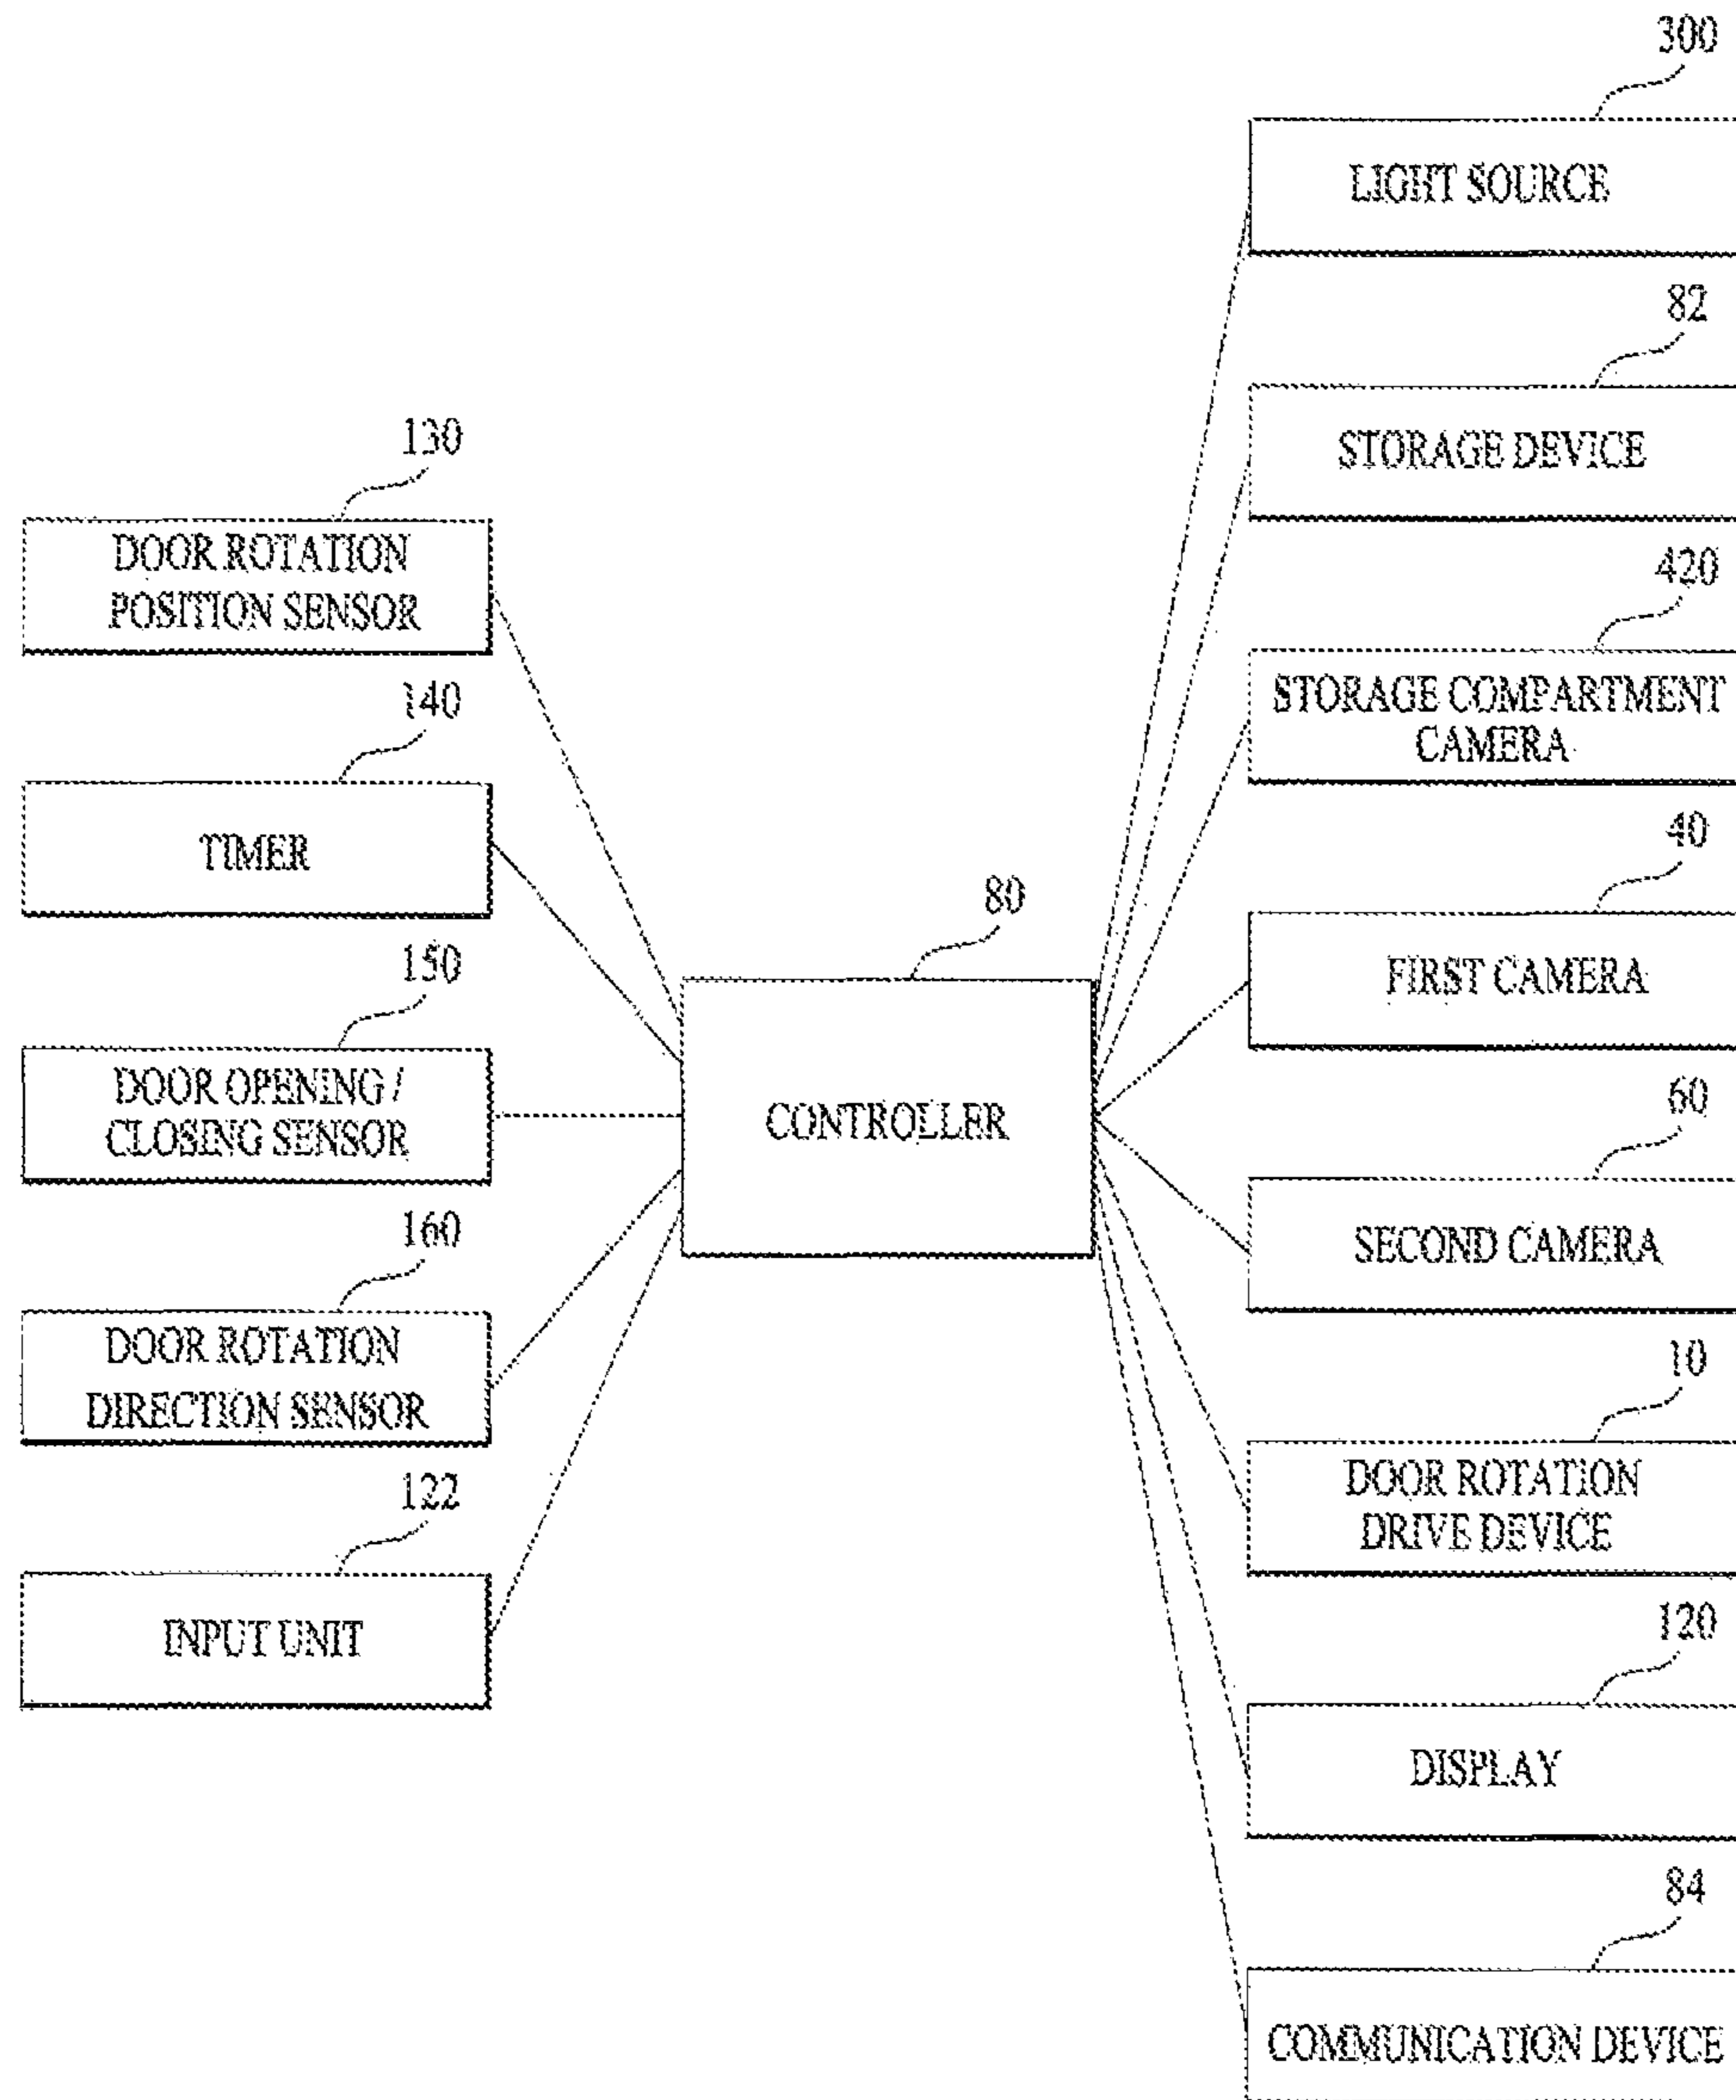 130
DOOR ROTATION
POSITION SENSOR
140
TIMER
150
DOOR OPENING /
CLOSING SENSOR
160
DOOR ROTATION
DIRECTION SENSOR
122
INPUT UNIT
80
CONTROLLER
300
LIGHT SOURCE
82
STORAGE DEVICE
420
STORAGE COMPARTMENT
CAMERA
40
FIRST CAMERA
60
SECOND CAMERA
10
DOOR ROTATION
DRIVE DEVICE
120
DISPLAY
84
COMMUNICATION DEVICE